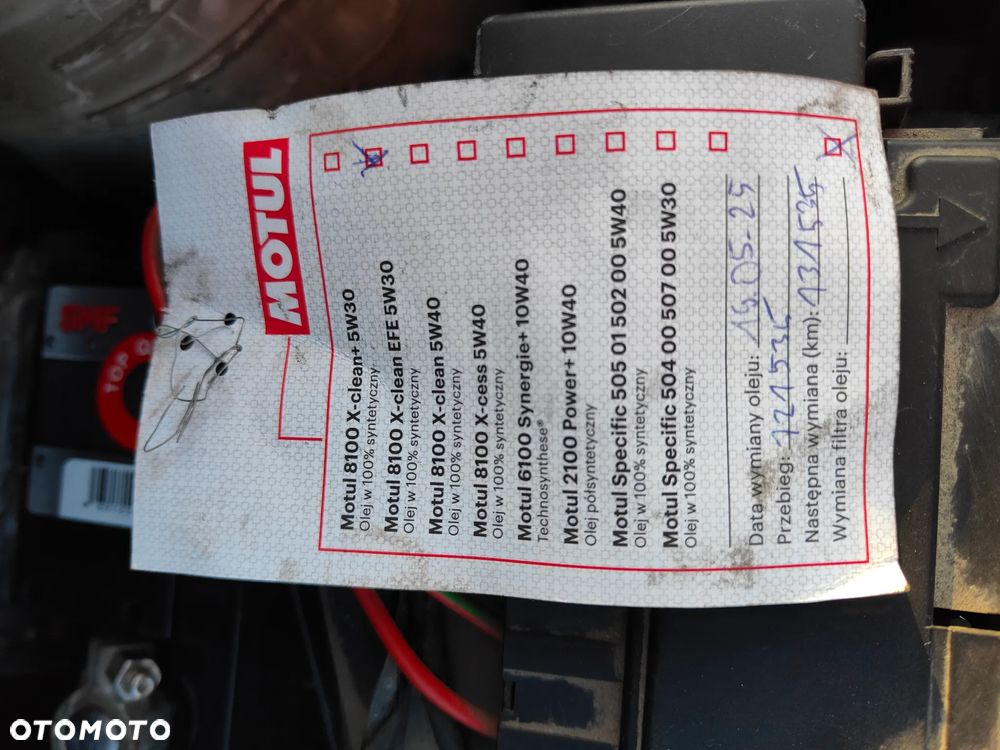 MOTUL
Motul 8100 X-clean+ 5W30
Olej w 100% syntetyczny
Motul 8100 X-clean EFE 5W30
Olej w 100% syntetyczny
Motul 8100 X-clean 5W40
Olej w 100% syntetyczny
Motul 8100 X-cess 5W40
Olej w 100% syntetyczny
Motul 6100 Synergie+ 10W40
Technosynthese®
Motul 2100 Power+ 10W40
Olej półsyntetyczny
Motul Specific 505 01 502 00 5W40
Olej w 100% syntetyczny
Motul Specific 504 00 507 00 5W30
Olej w 100% syntetyczny
Data wymiany oleju: 15.05-25
Przebieg: 121535
Następna wymiana (km): 131535
Wymiana filtra oleju:
TOP
OTOMOTO